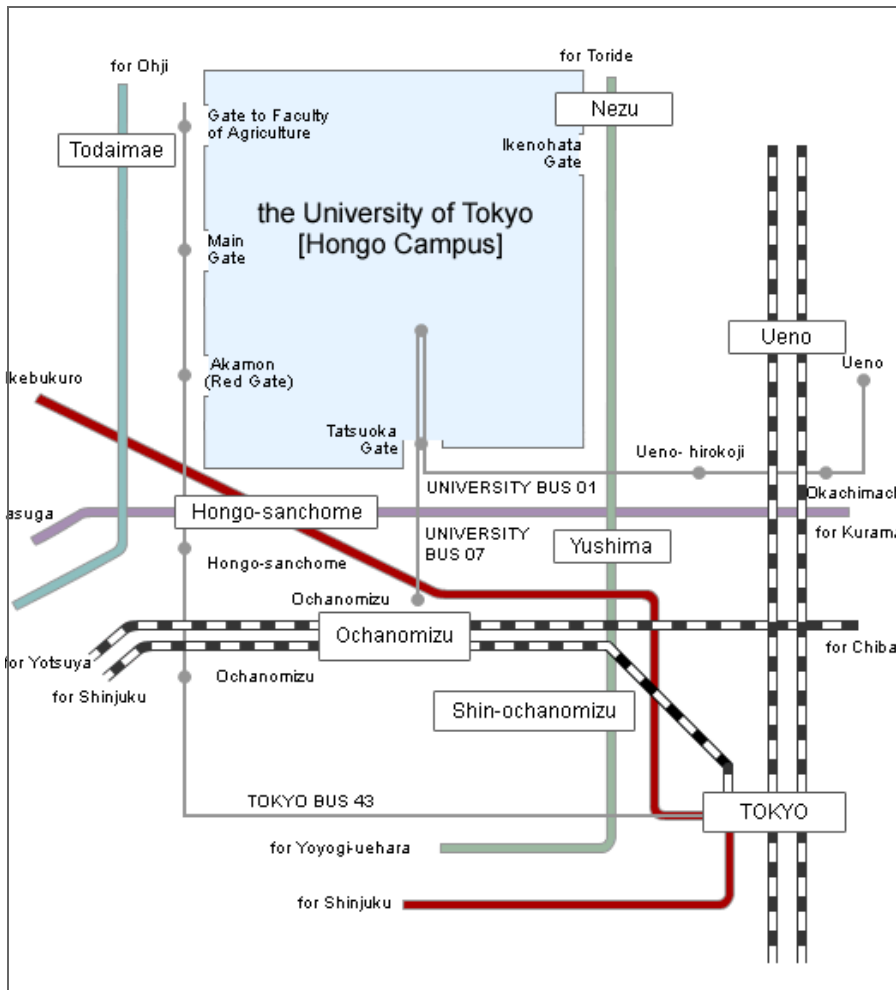 for Ohji
for Toride
Gate to Faculty
of Agriculture
Nezu
Todaimae
Ikenohata
Gate
the University of Tokyo
[Hongo Campus]
Main
Gate
Ueno
Ueno
Akamon
(Red Gate)
Ikebukuro
Tatsuoka
Gate
Ueno- hirokoji
UNIVERSITY BUS 01
Okachimach
asuga
Hongo-sanchome
for Kurama
UNIVERSITY
BUS 07
Yushima
Hongo-sanchome
Ochanomizu
Ochanomizu
for Yotsuya
for Chiba
Ochanomizu
for Shinjuku
Shin-ochanomizu
TOKYO BUS 43
TOKYO
for Yoyogi-uehara
for Shinjuku